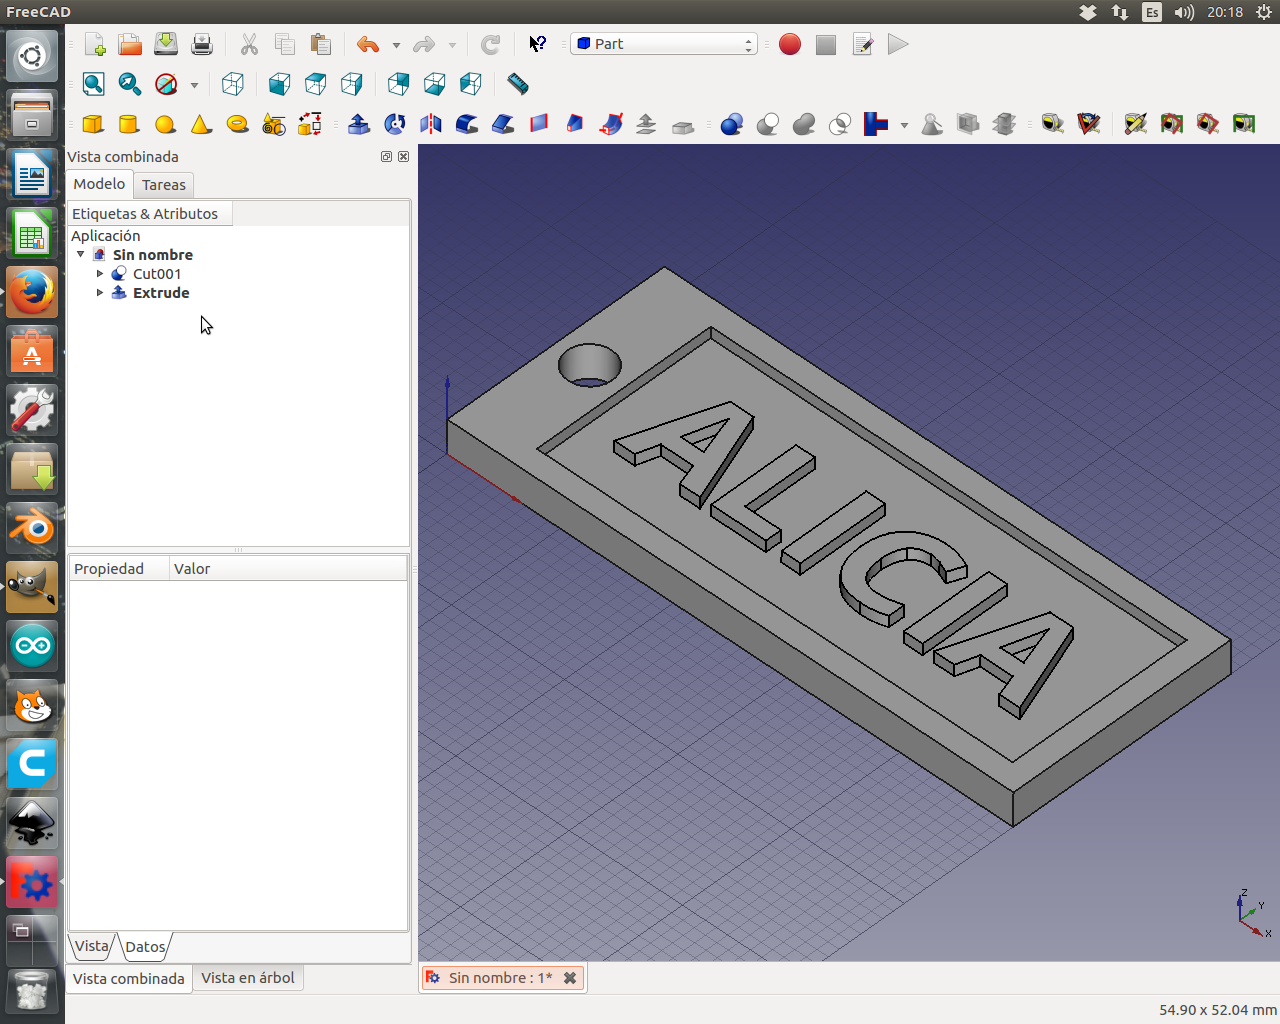 FreeCAD
Es
20:18
Part
Vista combinada
Modelo
Tareas
Etiquetas & Atributos
Aplicación
Sin nombre
Cut001
Extrude
Propiedad
Valor
ALICIA
Z
Y
X
Vista
Datos
Vista combinada
Vista en árbol
Sin nombre : 1*
54.90 x 52.04 mm